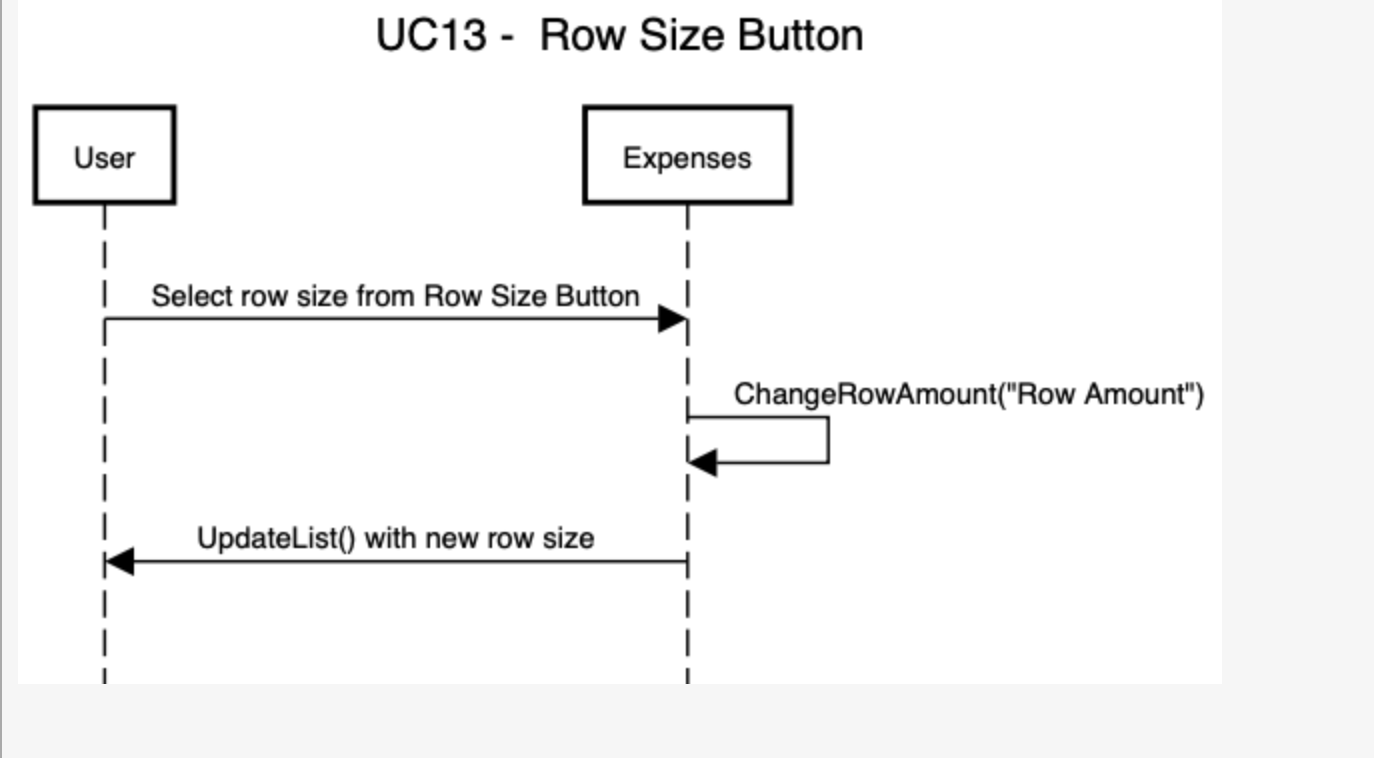 UC13 -  Row Size Button
User
Expenses
Select row size from Row Size Button
ChangeRowAmount("Row Amount")
UpdateList() with new row size